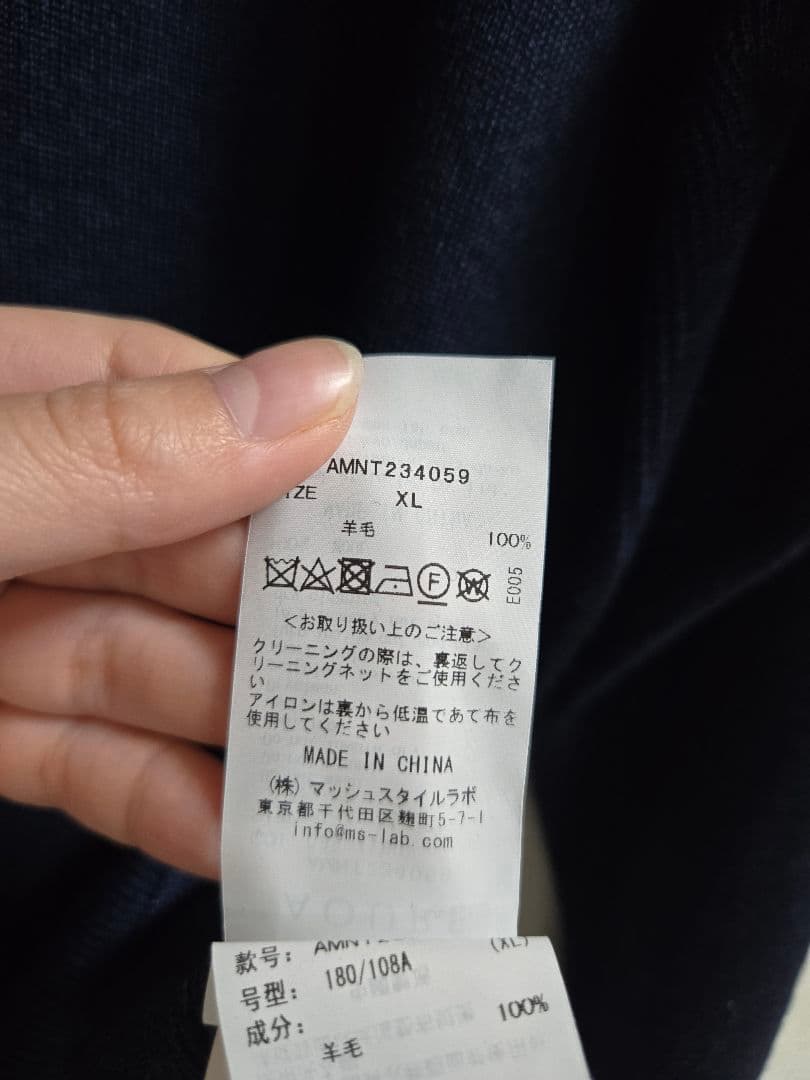 AMNT234059
XL
羊毛 100%
F W E005
<お取り扱い上のご注意>
クリーニングの際は、裏返してク
リーニングネットをご使用くださ
い
アイロンは裏から低温であて布を
使用してください
MADE IN CHINA
(株)マッシュスタイルラボ
東京都千代田区麹町5-7-1
info@ms-lab.com
款号: (XL)
号型: 180/108A
成分:
羊毛 100%